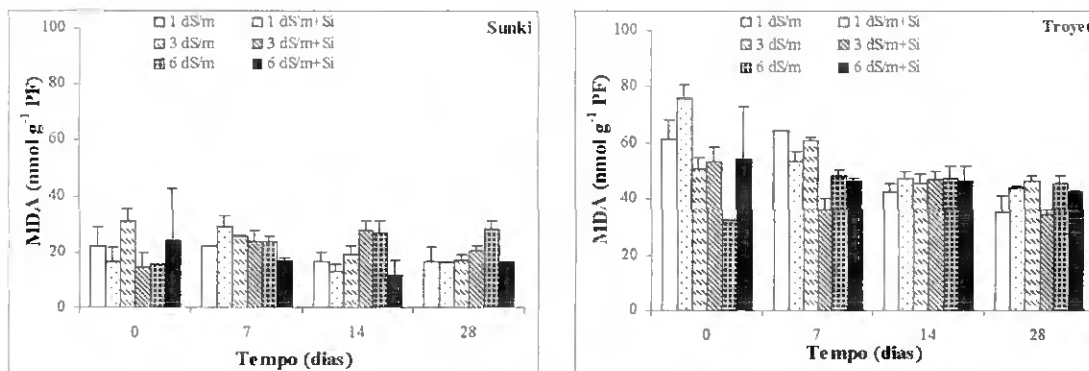 Sunki
100
80
60
40
20
0
MDA (nmol g⁻¹ PF)
1 dS/m 1 dS/m+Si
3 dS/m 3 dS/m+Si
6 dS/m 6 dS/m+Si
0 7 14 28
Tempo (dias)
Troyer
100
80
60
40
20
0
MDA (nmol g⁻¹ PF)
1 dS/m 1 dS/m+Si
3 dS/m 3 dS/m+Si
6 dS/m 6 dS/m+Si
0 7 14 28
Tempo (dias)